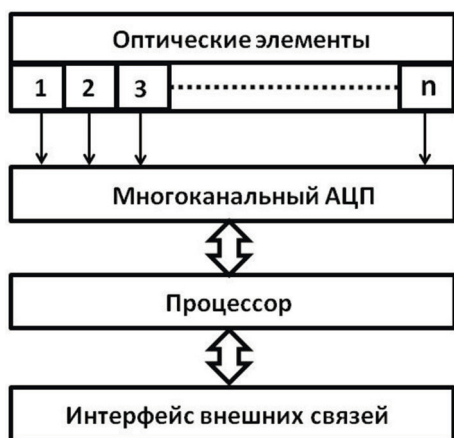 Оптические элементы
1 2 3 n
Многоканальный АЦП
Процессор
Интерфейс внешних связей